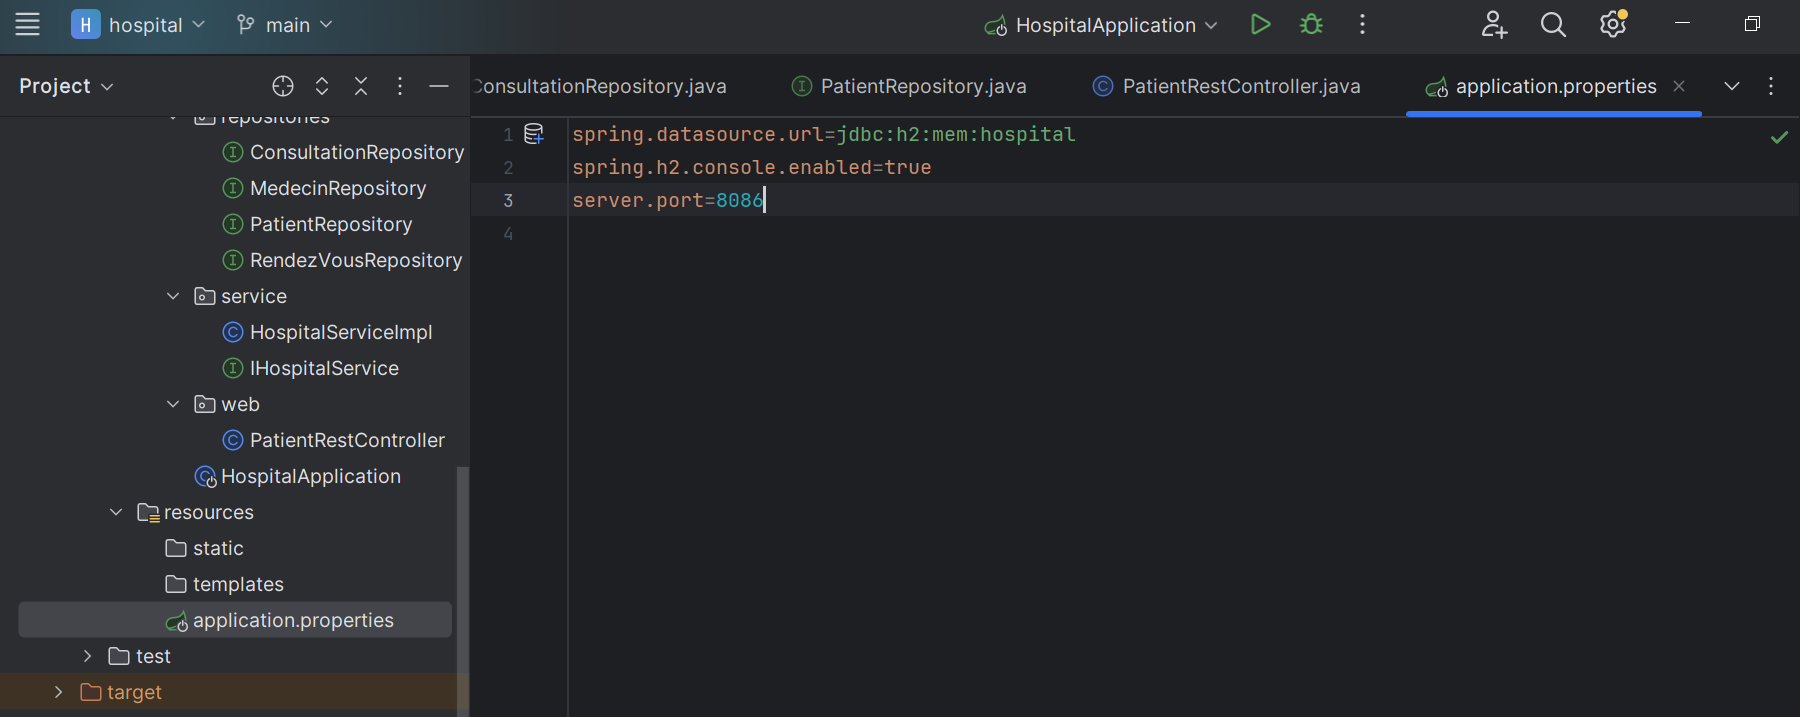 H hospital main HospitalApplication
Project
ConsultationRepository.java PatientRepository.java PatientRestController.java application.properties
repositories
ConsultationRepository
MedecinRepository
PatientRepository
RendezVousRepository
service
HospitalServiceImpl
IHospitalService
web
PatientRestController
HospitalApplication
resources
static
templates
application.properties
test
target
1 spring.datasource.url=jdbc:h2:mem:hospital
2 spring.h2.console.enabled=true
3 server.port=8086
4